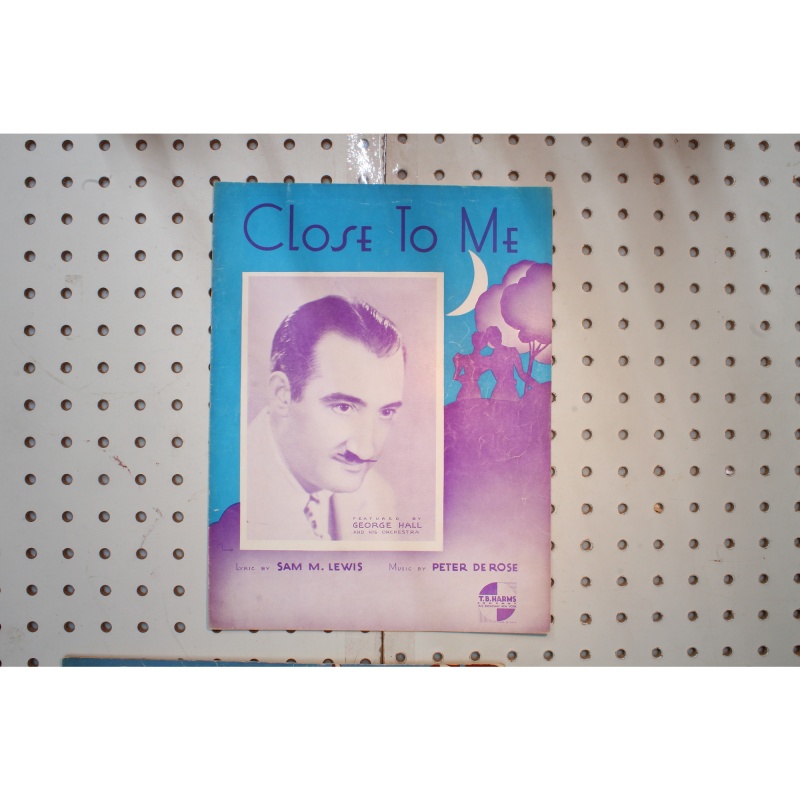 Close To Me
FEATURED BY
GEORGE HALL
AND HIS ORCHESTRA
LYRIC BY SAM M. LEWIS
MUSIC BY PETER DE ROSE
T.B. HARMS
COMPANY